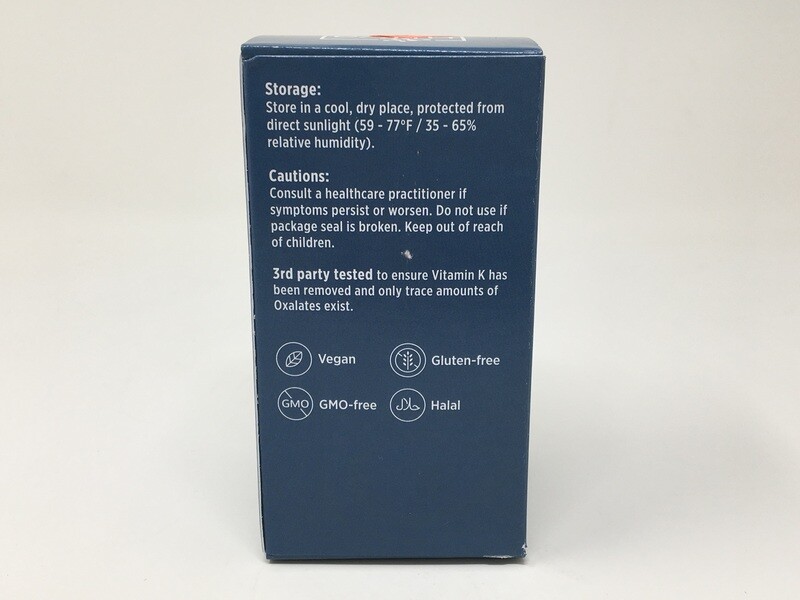 Storage:
Store in a cool, dry place, protected from
direct sunlight (59 - 77°F / 35 - 65%
relative humidity).
Cautions:
Consult a healthcare practitioner if
symptoms persist or worsen. Do not use if
package seal is broken. Keep out of reach
of children.
3rd party tested to ensure Vitamin K has
been removed and only trace amounts of
Oxalates exist.
Vegan
Gluten-free
GMO
GMO-free
حلال
Halal